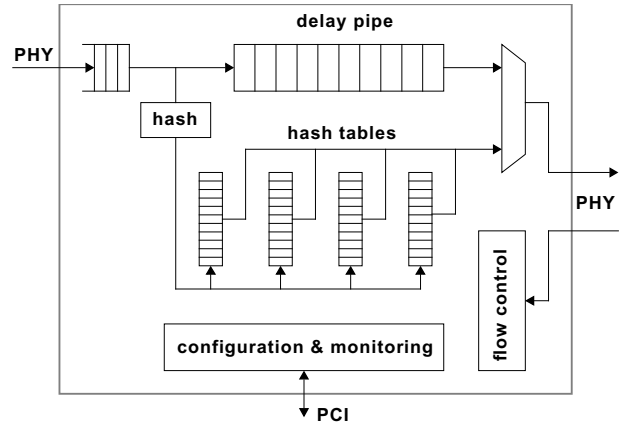 delay pipe
PHY
hash
hash tables
PHY
flow control
configuration & monitoring
PCI